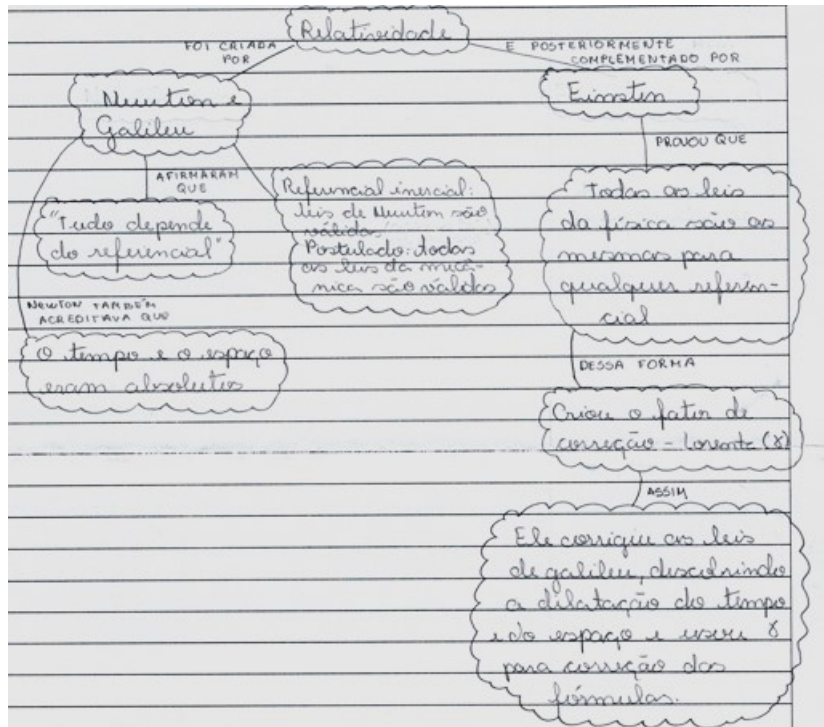 Relatividade
FOI CRIADA
POR
E POSTERIORMENTE
COMPLEMENTADO POR
Newton e
Galileu
Einstein
AFIRMARAM
QUE
PROVOU QUE
"Tudo depende
do referencial"
Referencial inercial:
leis de Newton são
válidas
Postulado: todas
as leis da mecâ-
nica são válidas
Todas as leis
da física são as
mesmas para
qualquer referen-
cial
NEWTON TAMBÉM
ACREDITAVA QUE
O tempo e o espaço
eram absolutos
DESSA FORMA
Criou o fator de
correção - Lorentz (γ)
ASSIM
Ele corrigiu as leis
de galileu, descobrindo
a dilatação do tempo
e do espaço e usou γ
para correção das
fórmulas.